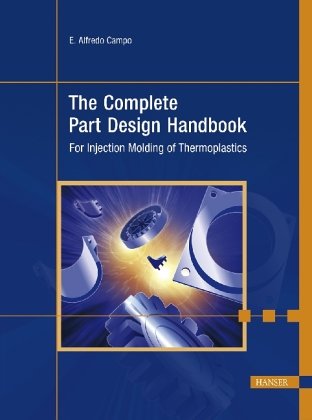 E. Alfredo Campo
The Complete
Part Design Handbook
For Injection Molding of Thermoplastics
HANSER